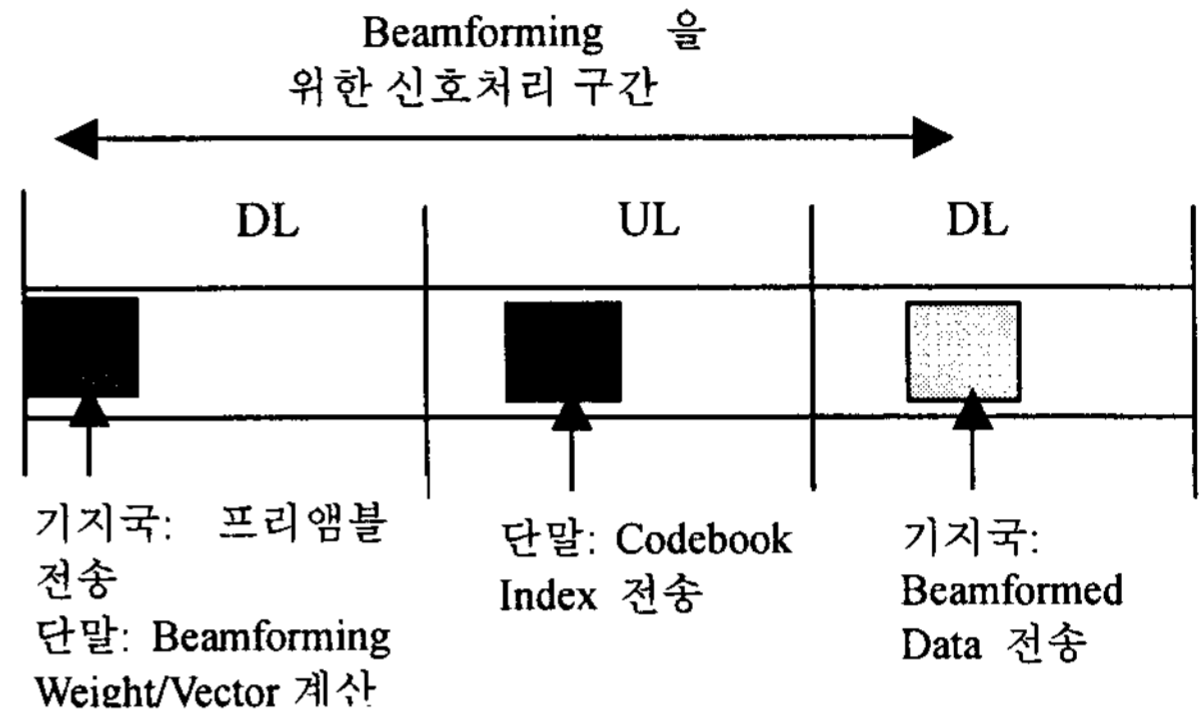 Beamforming 을
위한 신호처리 구간
DL
UL
DL
기지국: 프리앰블
전송
단말: Beamforming
Weight/Vector 계산
단말: Codebook
Index 전송
기지국:
Beamformed
Data 전송